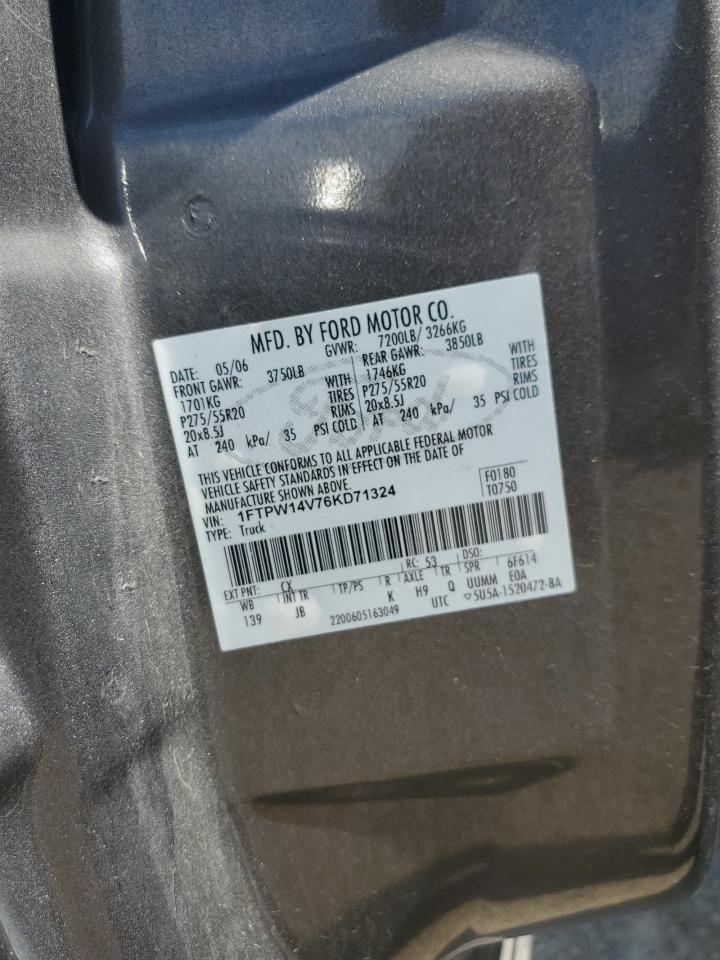 MFD. BY FORD MOTOR CO.
DATE: 05/06 GVWR: 7200LB/ 3266KG
FRONT GAWR: 3750LB REAR GAWR: 3850LB
1701KG WITH 1746KG WITH
P275/55R20 TIRES P275/55R20 TIRES
20x8.5J RIMS 20x8.5J RIMS
AT 240 kPa/ 35 PSI COLD AT 240 kPa/ 35 PSI COLD
THIS VEHICLE CONFORMS TO ALL APPLICABLE FEDERAL MOTOR
VEHICLE SAFETY STANDARDS IN EFFECT ON THE DATE OF
MANUFACTURE SHOWN ABOVE.
VIN: 1FTPW14V76KD71324 F0180
TYPE: Truck T0750
EXT PNT: CX RC: 53 DSO:
WB INT TR TP/PS R AXLE TR SPR 6F614
139 JB K H9 Q UUMM E0A
2200605163049 UTC ▽5U5A-1520472-BA
Ford